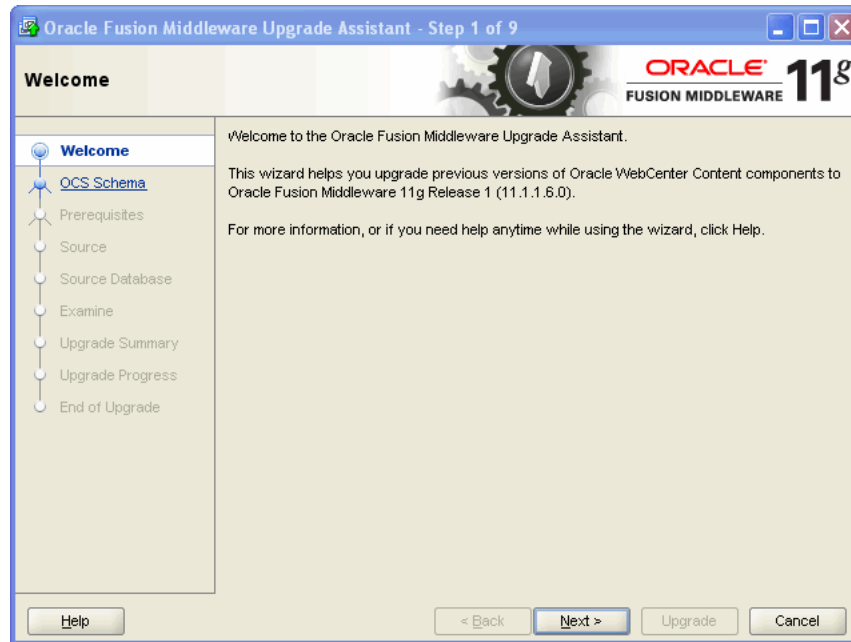 Oracle Fusion Middleware Upgrade Assistant - Step 1 of 9
Welcome
ORACLE
FUSION MIDDLEWARE
11g
Welcome
OCS Schema
Prerequisites
Source
Source Database
Examine
Upgrade Summary
Upgrade Progress
End of Upgrade
Welcome to the Oracle Fusion Middleware Upgrade Assistant.
This wizard helps you upgrade previous versions of Oracle WebCenter Content components to
Oracle Fusion Middleware 11g Release 1 (11.1.1.6.0).
For more information, or if you need help anytime while using the wizard, click Help.
Help
< Back
Next >
Upgrade
Cancel